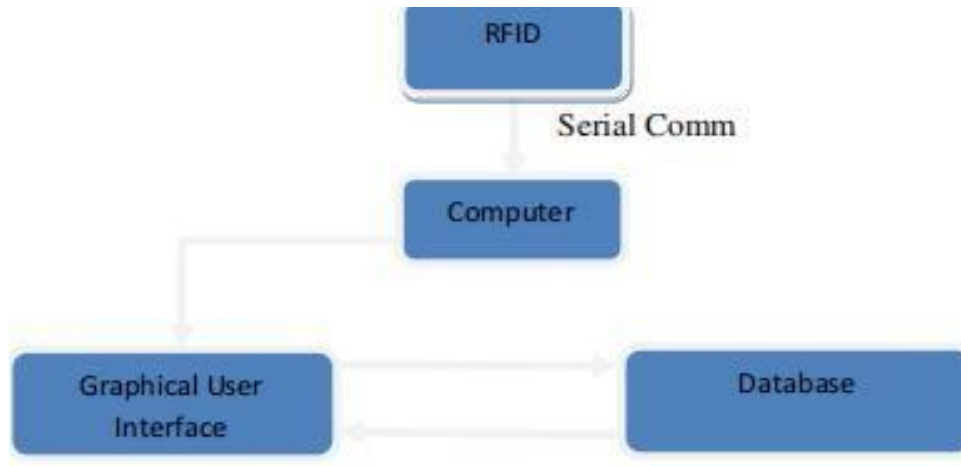 RFID
Serial Comm
Computer
Graphical User
Interface
Database